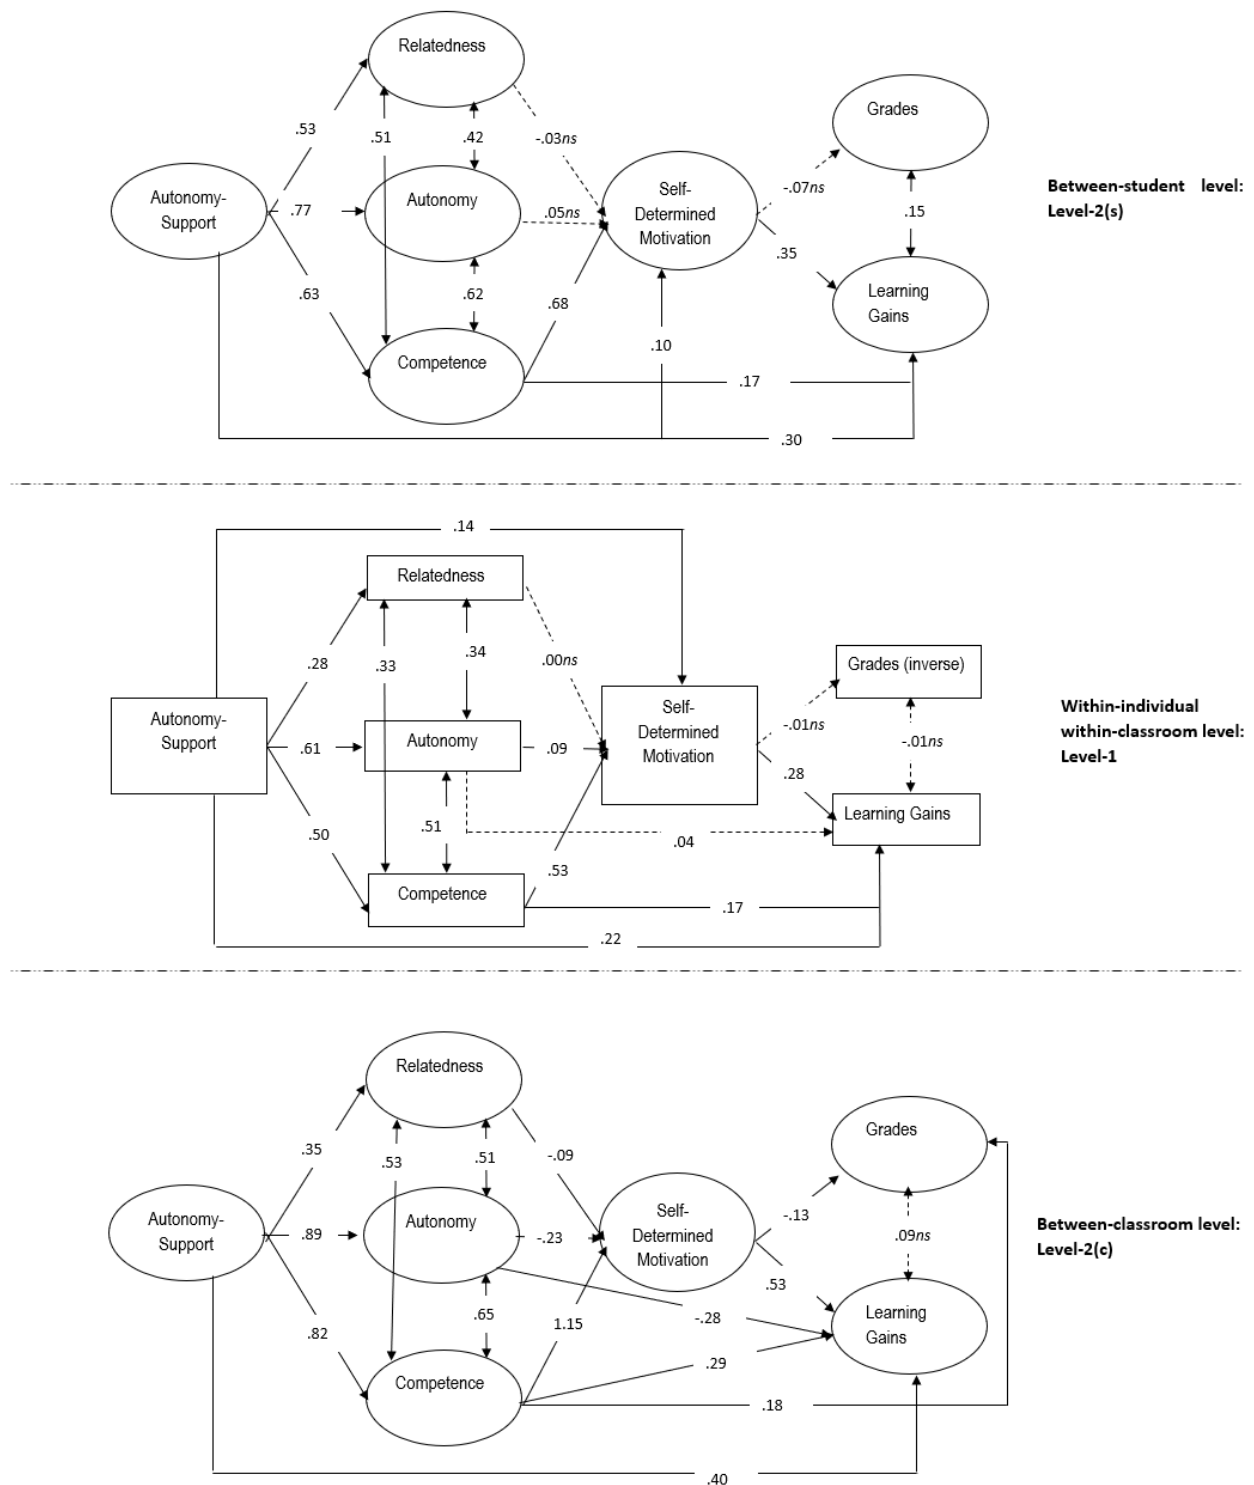 Relatedness
Grades
.53
.51
.42
-.03ns
-.07ns
Autonomy-
Support
.77
Autonomy
.05ns
Self-
Determined
Motivation
.15
Between-student level:
Level-2(s)
.35
.63
.62
.68
Learning
Gains
.10
Competence
.17
.30
.14
Relatedness
.28
.33
.34
.00ns
Grades (inverse)
Autonomy-
Support
.61
Autonomy
.09
Self-
Determined
Motivation
-.01ns
-.01ns
Within-individual
within-classroom level:
Level-1
.28
.50
.51
.04
Learning Gains
.53
Competence
.17
.22
Relatedness
Grades
.35
.53
.51
-.09
-.13
Autonomy-
Support
.89
Autonomy
-.23
Self-
Determined
Motivation
.09ns
Between-classroom level:
Level-2(c)
.53
.82
.65
1.15
-.28
Learning
Gains
.29
Competence
.18
.40